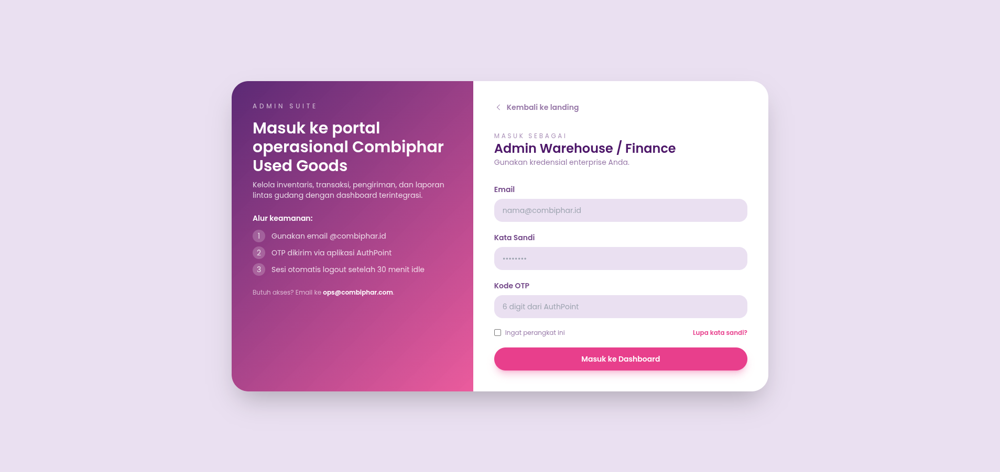 ADMIN SUITE
Masuk ke portal
operasional Combiphar
Used Goods
Kelola inventaris, transaksi, pengiriman, dan laporan
lintas gudang dengan dashboard terintegrasi.
Alur keamanan:
1 Gunakan email @combiphar.id
2 OTP dikirim via aplikasi AuthPoint
3 Sesi otomatis logout setelah 30 menit idle
Butuh akses? Email ke ops@combiphar.com.
Kembali ke landing
MASUK SEBAGAI
Admin Warehouse / Finance
Gunakan kredensial enterprise Anda.
Email
nama@combiphar.id
Kata Sandi
••••••••
Kode OTP
6 digit dari AuthPoint
Ingat perangkat ini
Lupa kata sandi?
Masuk ke Dashboard